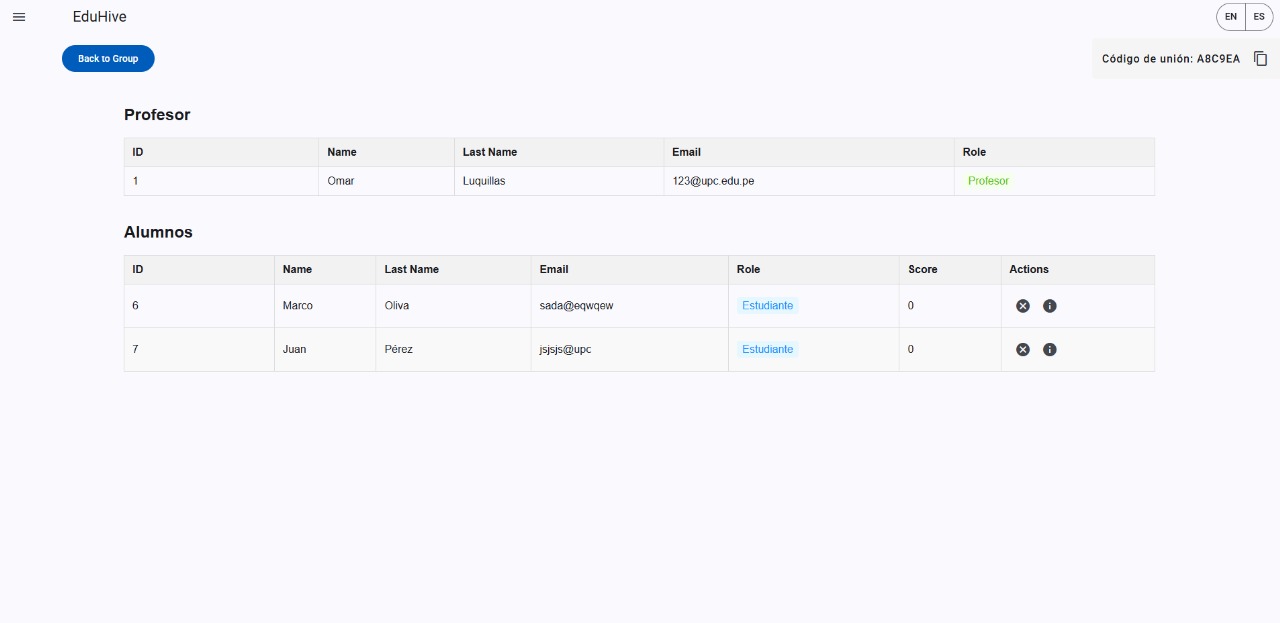 EduHive
EN ES
Back to Group
Código de unión: A8C9EA
Profesor
ID Name Last Name Email Role
1 Omar Luquillas 123@upc.edu.pe Profesor
Alumnos
ID Name Last Name Email Role Score Actions
6 Marco Oliva sada@eqwqew Estudiante 0
7 Juan Pérez jsjsjs@upc Estudiante 0